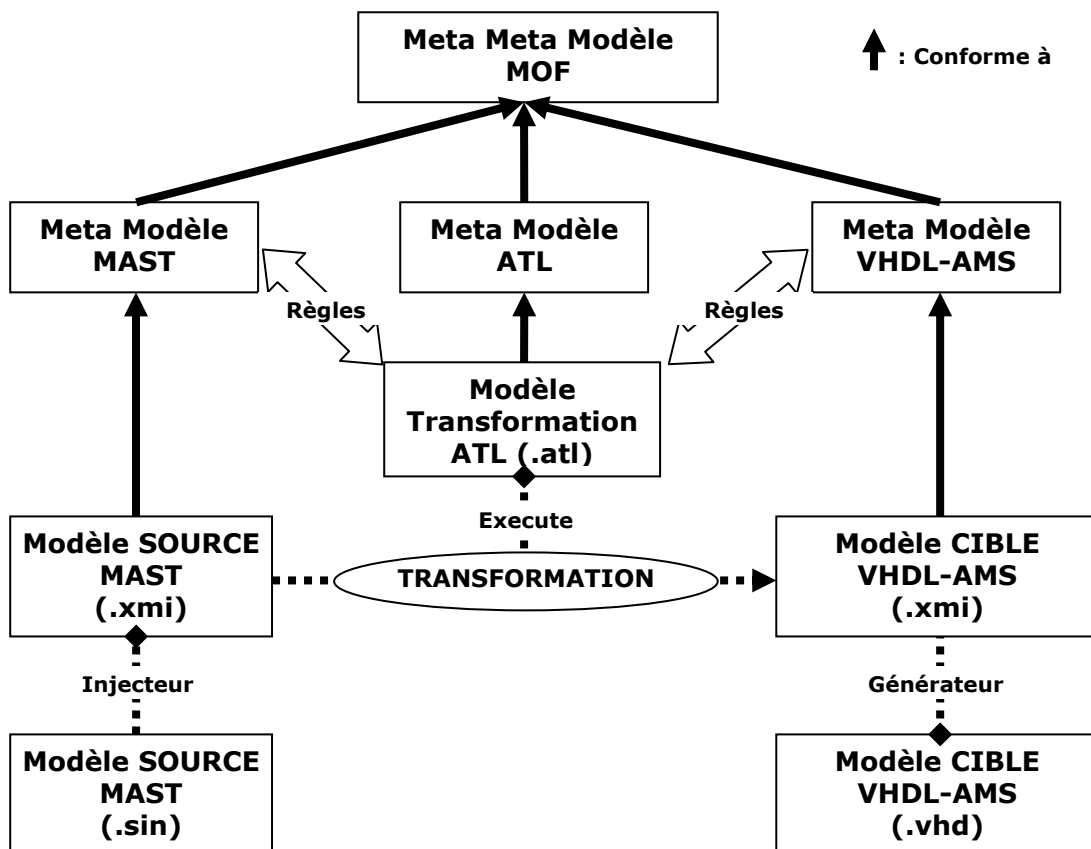 Meta Meta Modèle
MOF
: Conforme à
Meta Modèle
MAST
Meta Modèle
ATL
Meta Modèle
VHDL-AMS
Règles
Règles
Modèle
Transformation
ATL (.atl)
Execute
Modèle SOURCE
MAST
(.xmi)
TRANSFORMATION
Modèle CIBLE
VHDL-AMS
(.xmi)
Injecteur
Générateur
Modèle SOURCE
MAST
(.sin)
Modèle CIBLE
VHDL-AMS
(.vhd)